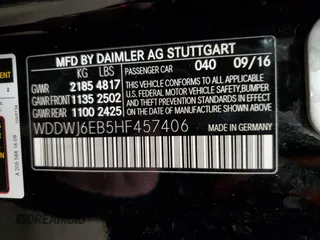 MFD BY DAIMLER AG STUTTGART
KG LBS PASSENGER CAR 040 09/16
GVWR 2185 4817
GAWR FRONT 1135 2502
GAWR REAR 1100 2425
THIS VEHICLE CONFORMS TO ALL APPLICABLE
U.S. FEDERAL MOTOR VEHICLE SAFETY,BUMPER
AND THEFT PREVENTION STANDARDS IN EFFECT
ON THE DATE OF MANUFACTURE SHOWN ABOVE.
WDDWJ6EB5HF457406
MADE IN GERMANY
2